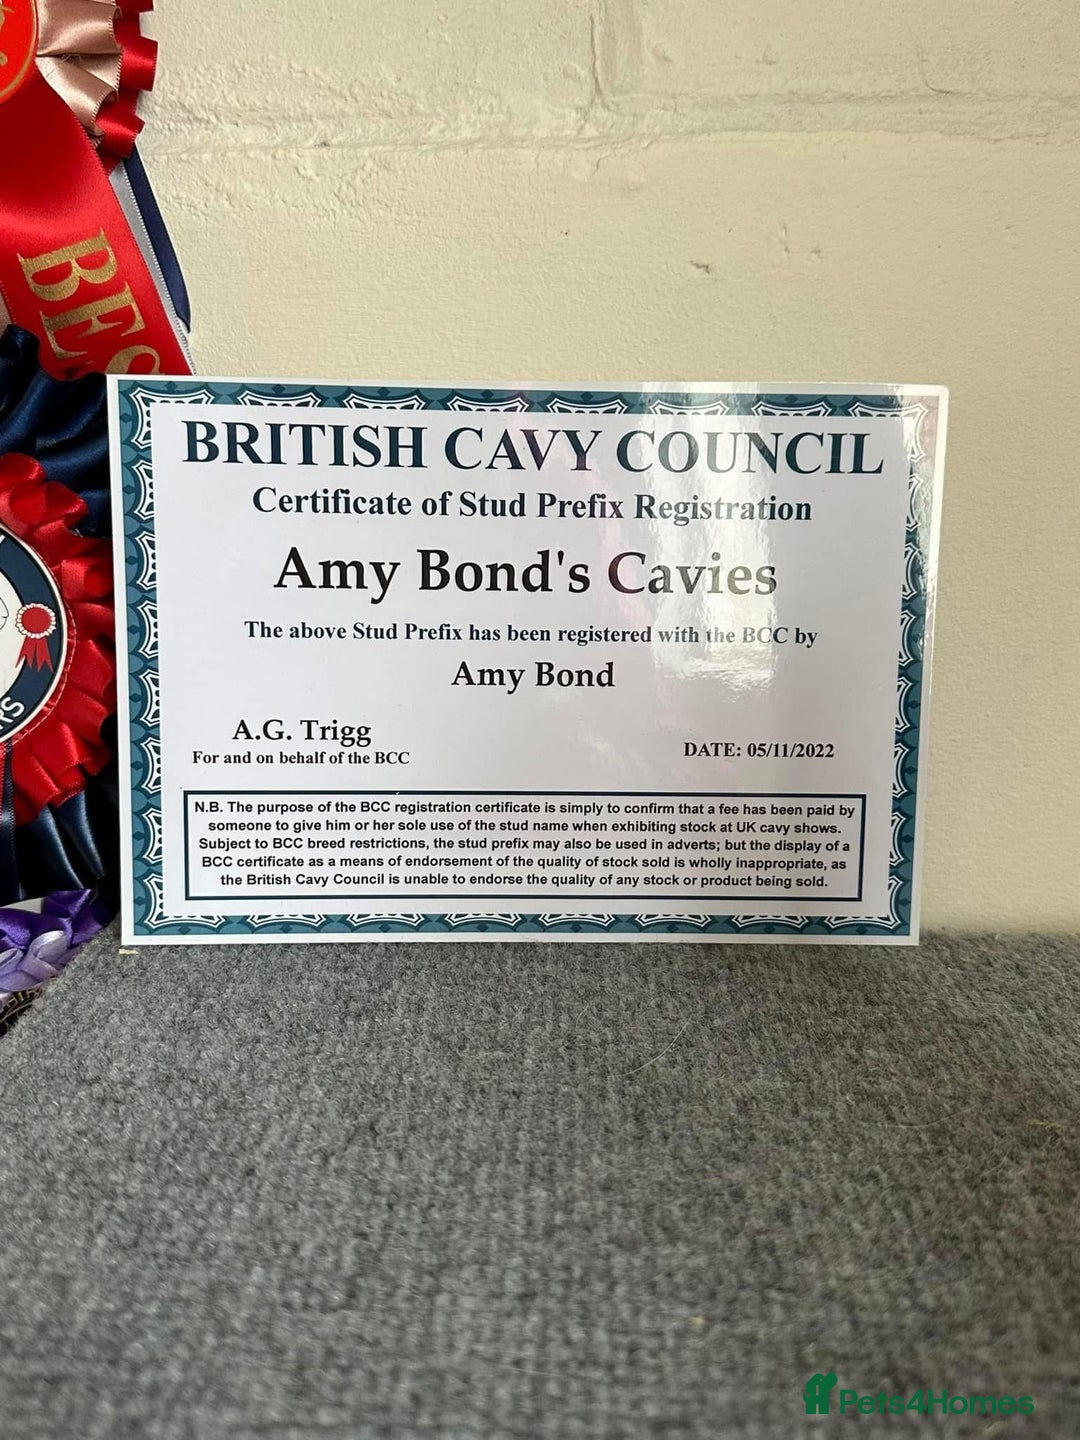 BES
RS
BRITISH CAVY COUNCIL
Certificate of Stud Prefix Registration
Amy Bond's Cavies
The above Stud Prefix has been registered with the BCC by
Amy Bond
A.G. Trigg
For and on behalf of the BCC
DATE: 05/11/2022
N.B. The purpose of the BCC registration certificate is simply to confirm that a fee has been paid by
someone to give him or her sole use of the stud name when exhibiting stock at UK cavy shows.
Subject to BCC breed restrictions, the stud prefix may also be used in adverts; but the display of a
BCC certificate as a means of endorsement of the quality of stock sold is wholly inappropriate, as
the British Cavy Council is unable to endorse the quality of any stock or product being sold.
Pets4Homes